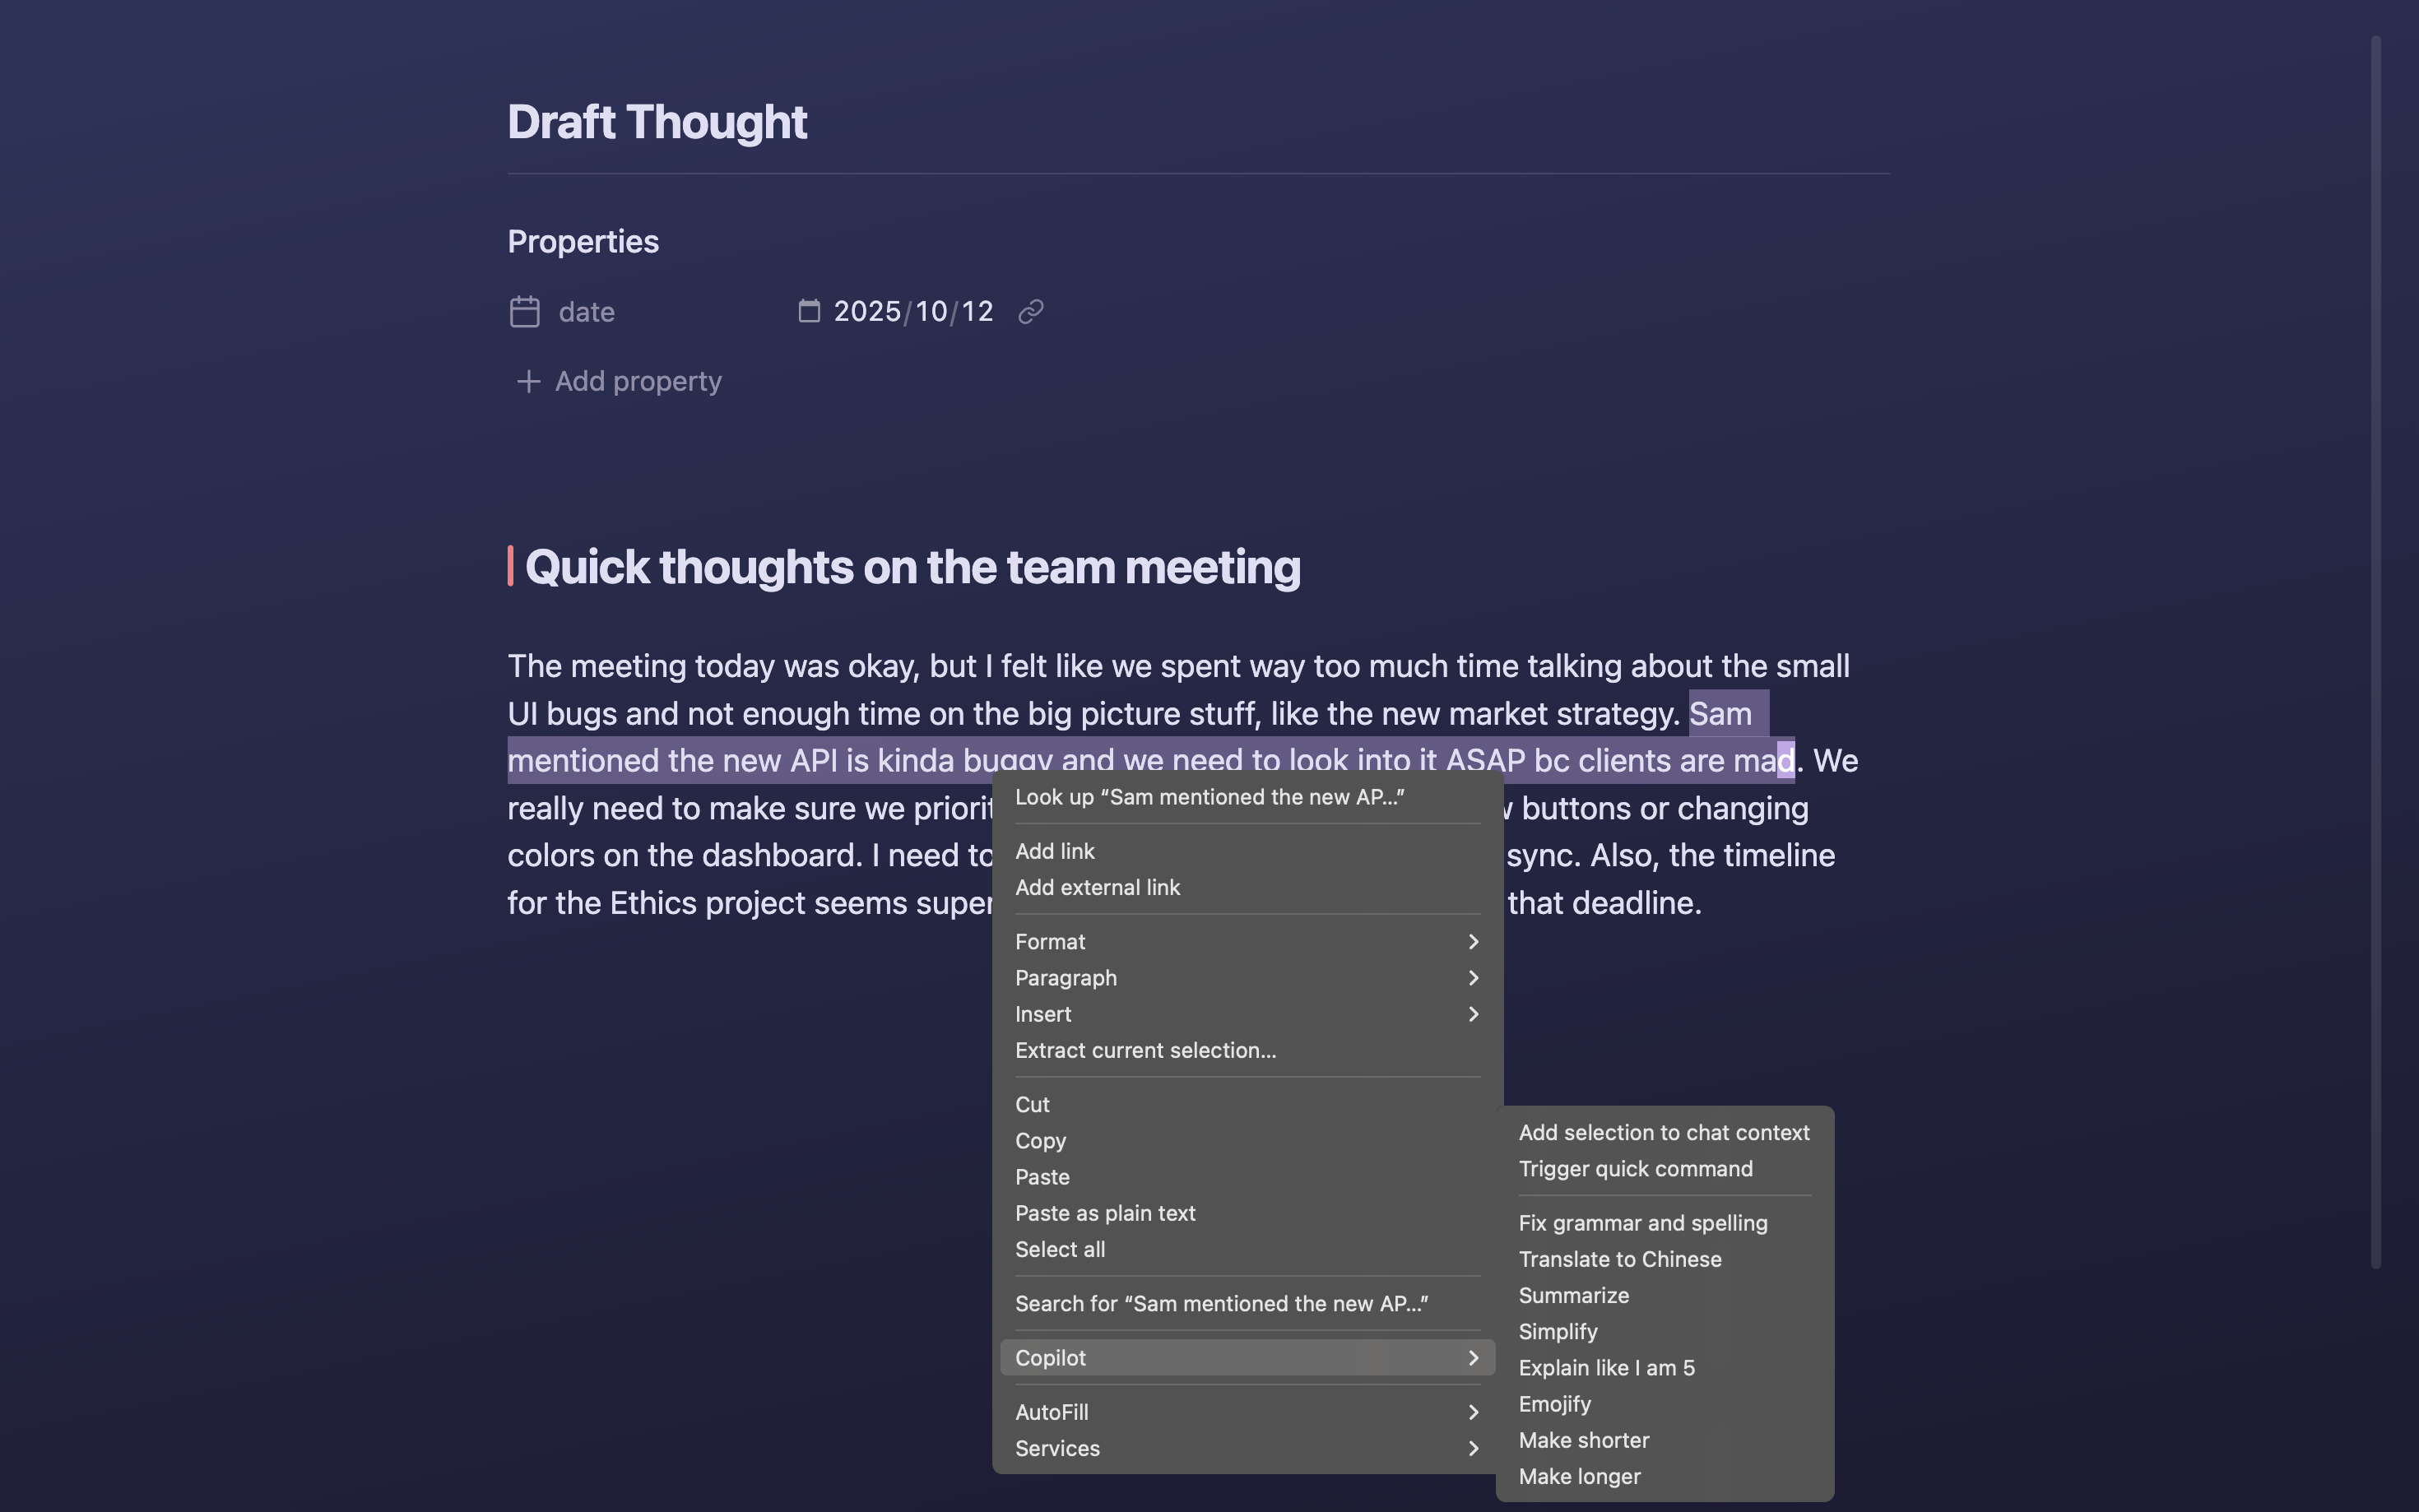 Draft Thought
Properties
date 2025/10/12
Add property
Quick thoughts on the team meeting
The meeting today was okay, but I felt like we spent way too much time talking about the small
UI bugs and not enough time on the big picture stuff, like the new market strategy. Sam
mentioned the new API is kinda buggy and we need to look into it ASAP bc clients are mad. We
really need to make sure we buttons or changing
colors on the dashboard. I need sync. Also, the timeline
for the Ethics project seems super that deadline.
Look up “Sam mentioned the new AP...”
Add link
Add external link
Format
Paragraph
Insert
Extract current selection...
Cut
Copy
Paste
Paste as plain text
Select all
Search for “Sam mentioned the new AP...”
Copilot
AutoFill
Services
Add selection to chat context
Trigger quick command
Fix grammar and spelling
Translate to Chinese
Summarize
Simplify
Explain like I am 5
Emojify
Make shorter
Make longer